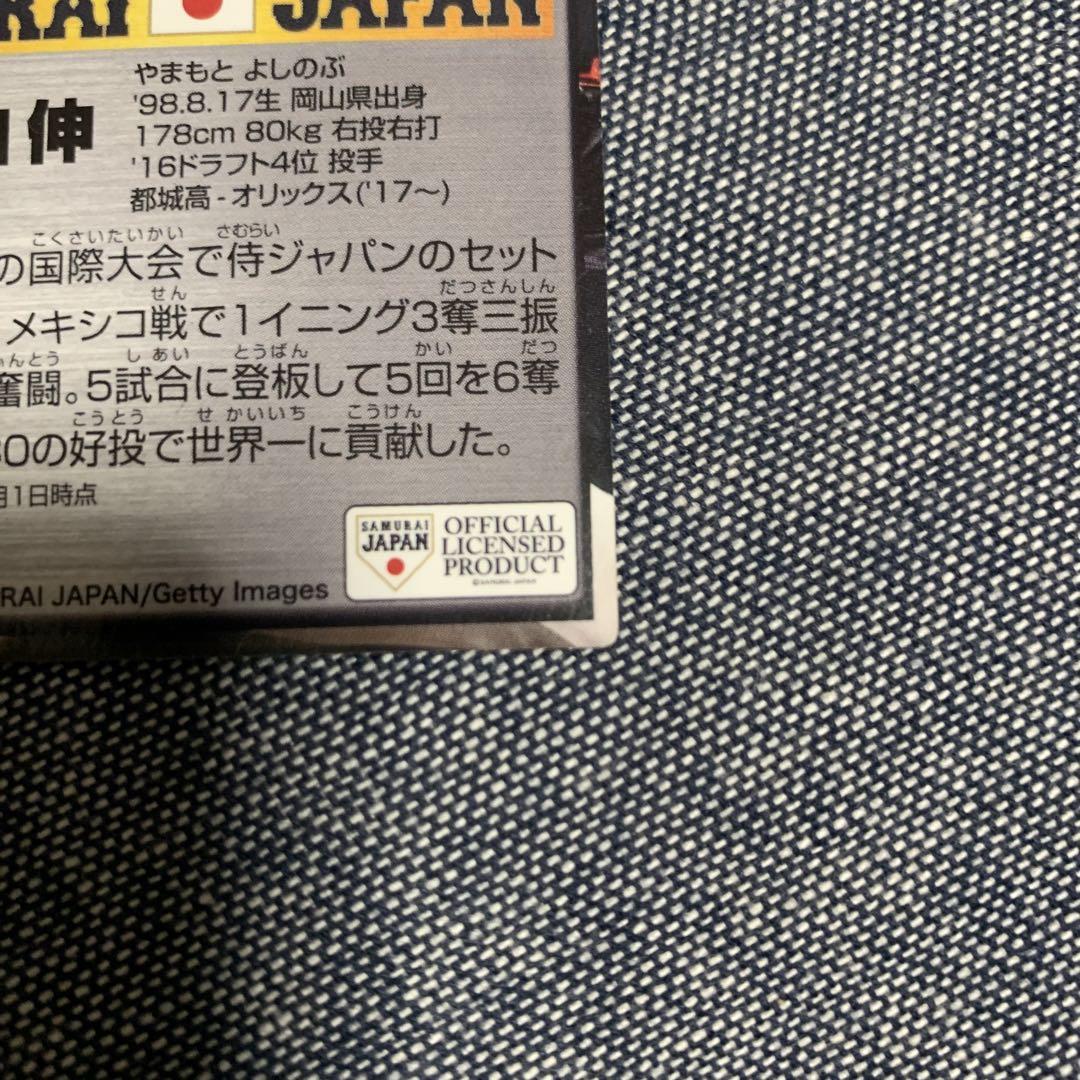 RAI JAPAN
やまもと よしのぶ
'98.8.17生 岡山県出身
178cm 80kg 右投右打
'16ドラフト4位 投手
都城高-オリックス('17〜)
伸
こくさいたいかい さむらい
の国際大会で侍ジャパンのセット
せん だつさんしん
メキシコ戦で1イニング3奪三振
んとう しあい とうばん かい だつ
奮闘。5試合に登板して5回を6奪
こうとう せかいいち こうけん
0の好投で世界一に貢献した。
月1日時点
SAMURAI
JAPAN
OFFICIAL
LICENSED
PRODUCT
©SAMURAI JAPAN
RAI JAPAN/Getty Images